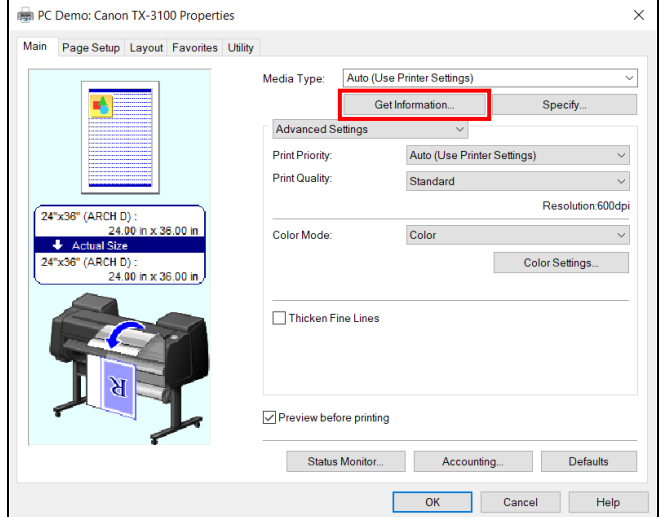 PC Demo: Canon TX-3100 Properties
Main Page Setup Layout Favorites Utility
Media Type: Auto (Use Printer Settings)
Get Information... Specify...
Advanced Settings
Print Priority: Auto (Use Printer Settings)
Print Quality: Standard
Resolution:600dpi
24"x36" (ARCH D) :
24.00 in x 36.00 in
Actual Size
24"x36" (ARCH D) :
24.00 in x 36.00 in
Color Mode: Color
Color Settings...
Thicken Fine Lines
R
Preview before printing
Status Monitor... Accounting... Defaults
OK Cancel Help